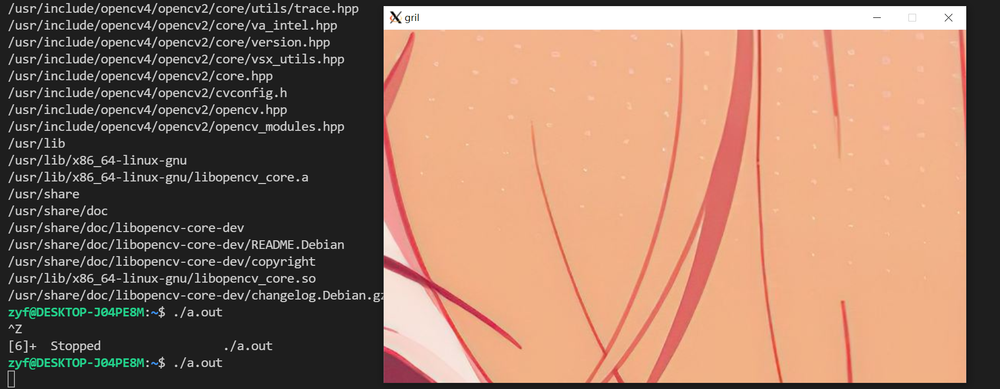 /usr/include/opencv4/opencv2/core/utils/trace.hpp
/usr/include/opencv4/opencv2/core/va_intel.hpp
/usr/include/opencv4/opencv2/core/version.hpp
/usr/include/opencv4/opencv2/core/vsx_utils.hpp
/usr/include/opencv4/opencv2/core.hpp
/usr/include/opencv4/opencv2/cvconfig.h
/usr/include/opencv4/opencv2/opencv.hpp
/usr/include/opencv4/opencv2/opencv_modules.hpp
/usr/lib
/usr/lib/x86_64-linux-gnu
/usr/lib/x86_64-linux-gnu/libopencv_core.a
/usr/share
/usr/share/doc
/usr/share/doc/libopencv-core-dev
/usr/share/doc/libopencv-core-dev/README.Debian
/usr/share/doc/libopencv-core-dev/copyright
/usr/lib/x86_64-linux-gnu/libopencv_core.so
/usr/share/doc/libopencv-core-dev/changelog.Debian.gz
zyf@DESKTOP-J04PE8M:~$ ./a.out
^Z
[6]+  Stopped                 ./a.out
zyf@DESKTOP-J04PE8M:~$ ./a.out
gril